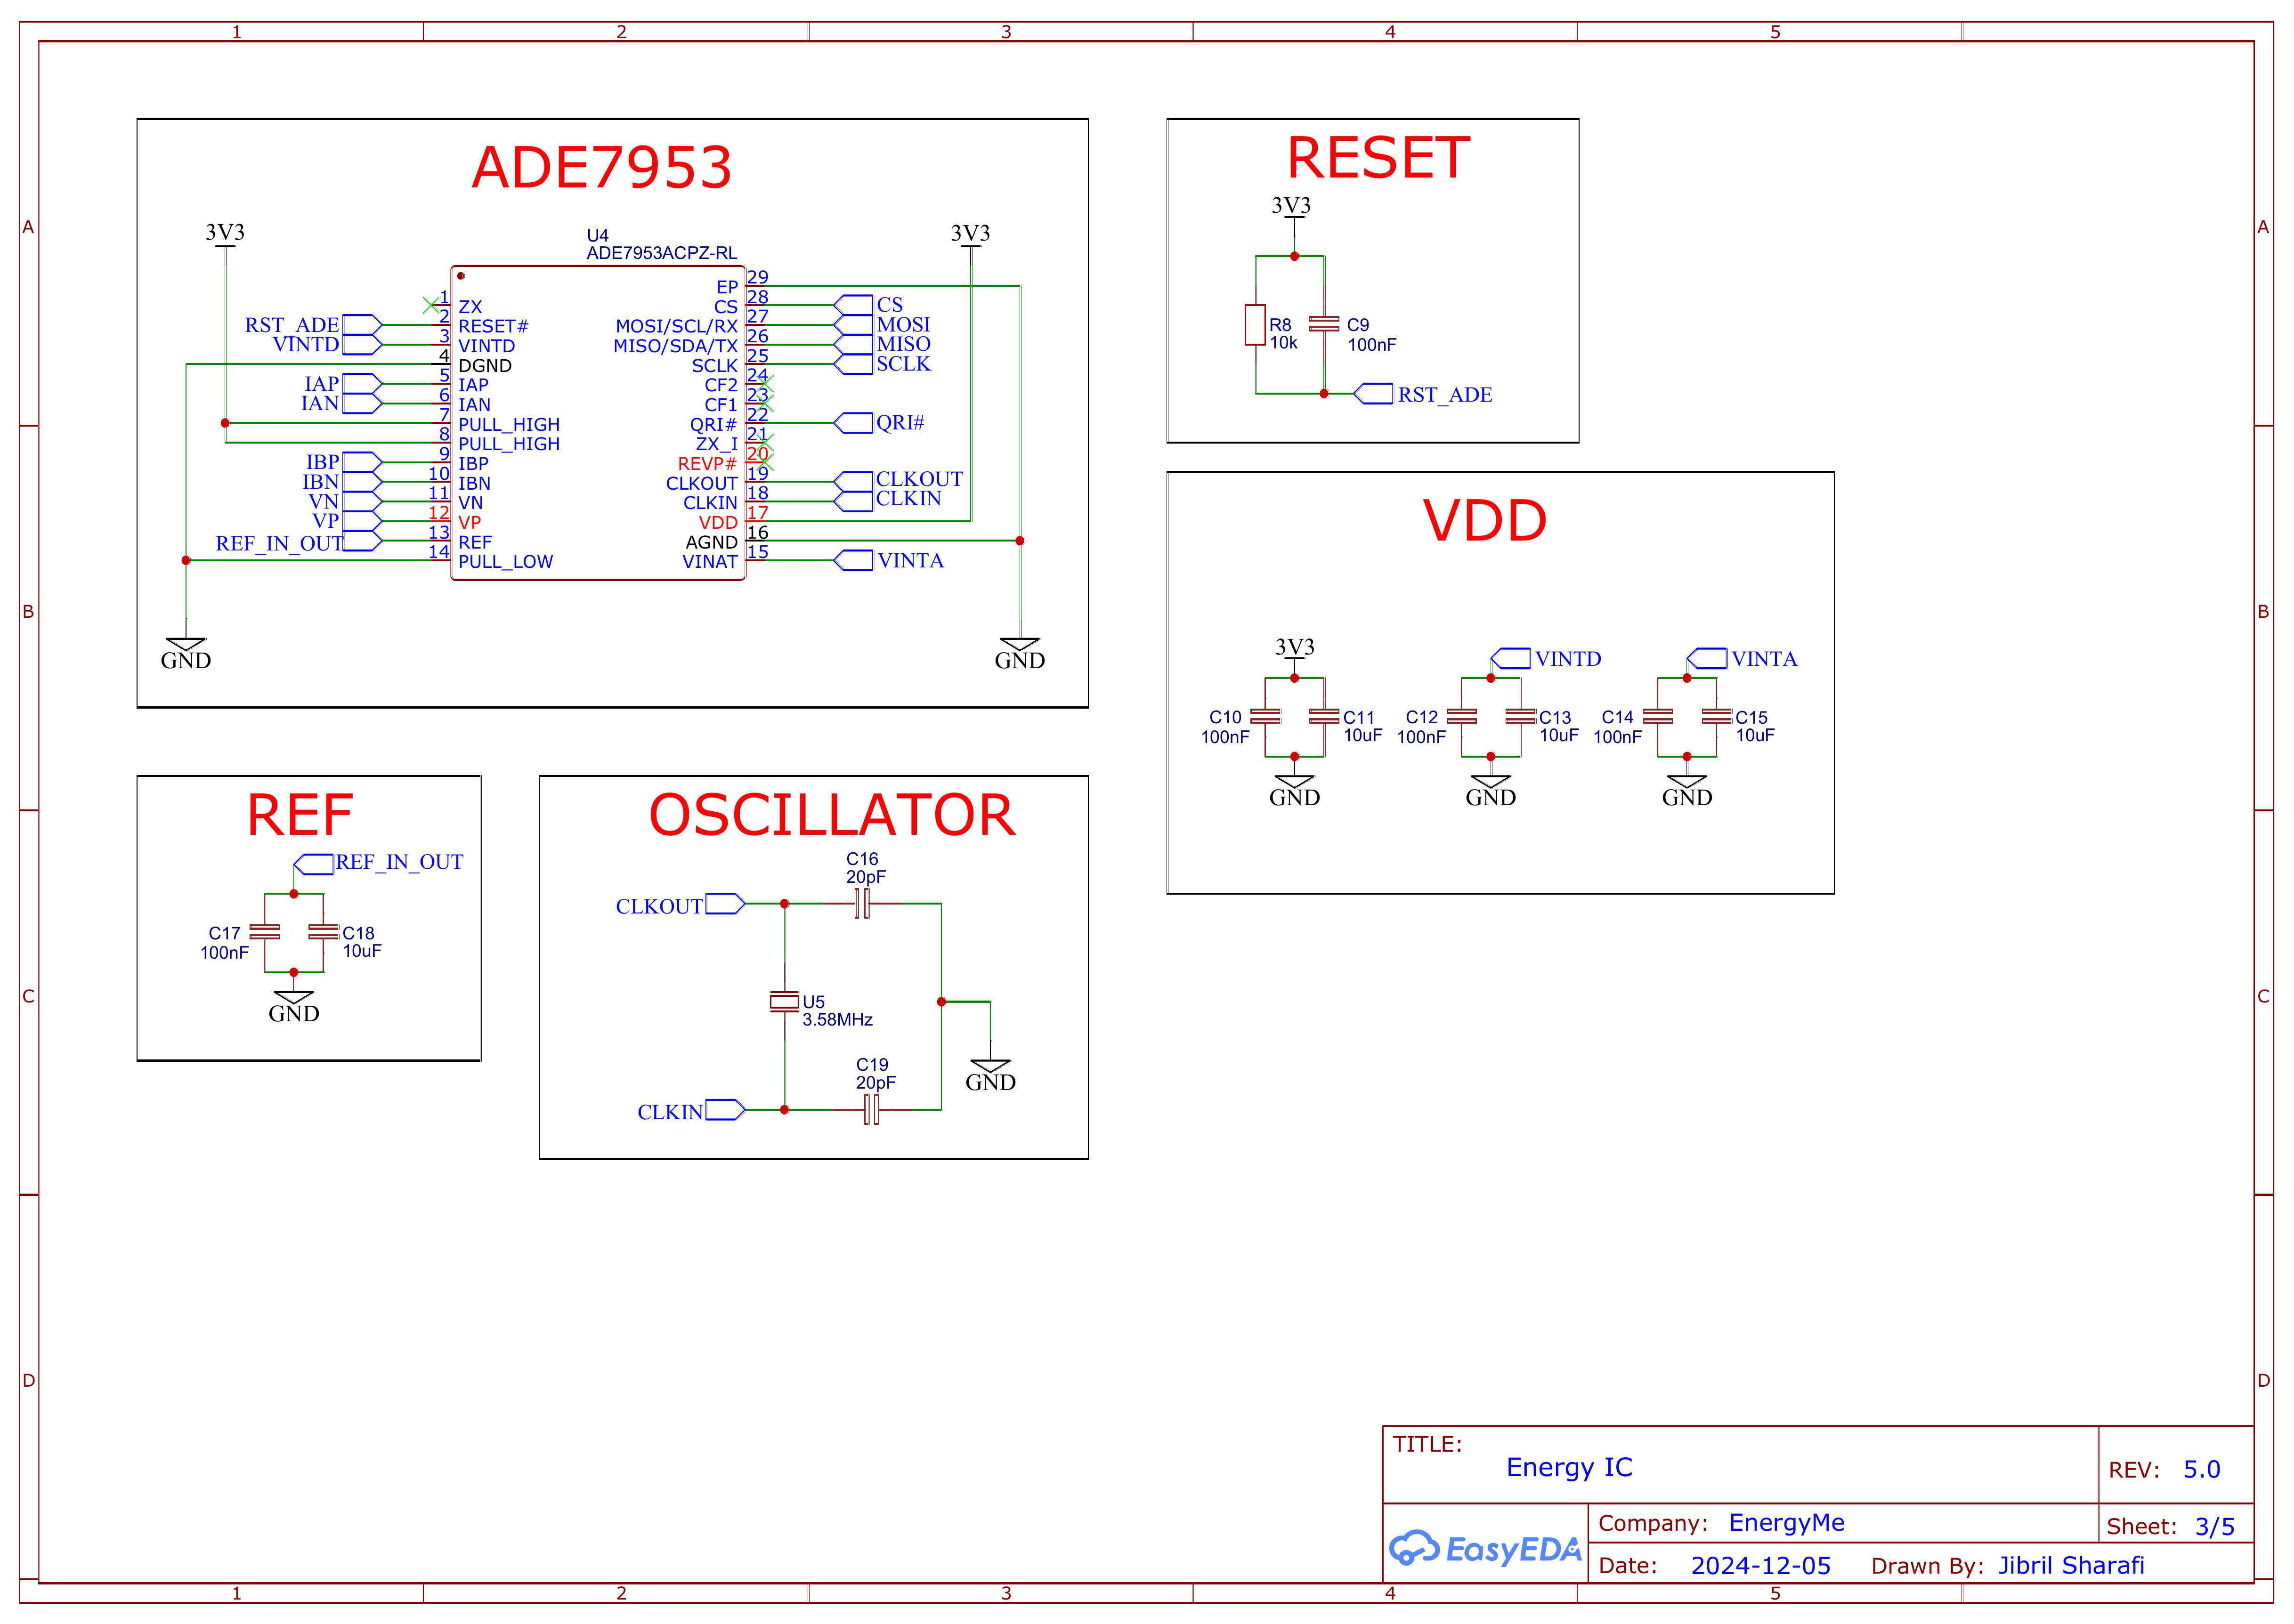 1 2 3 4 5
A
B
C
D
A
B
C
D
ADE7953
3V3
3V3
U4
ADE7953ACPZ-RL
1 ZX
2 RESET#
3 VINTD
4 DGND
5 IAP
6 IAN
7 PULL_HIGH
8 PULL_HIGH
9 IBP
10 IBN
11 VN
12 VP
13 REF
14 PULL_LOW
EP 29
CS 28
MOSI/SCL/RX 27
MISO/SDA/TX 26
SCLK 25
CF2 24
CF1 23
QRI# 22
ZX_I 21
REVP# 20
CLKOUT 19
CLKIN 18
VDD 17
AGND 16
VINAT 15
RST_ADE
VINTD
IAP
IAN
IBP
IBN
VN
VP
REF_IN_OUT
CS
MOSI
MISO
SCLK
QRI#
CLKOUT
CLKIN
VINTA
GND
GND
RESET
3V3
R8
10k
C9
100nF
RST_ADE
VDD
3V3
VINTD
VINTA
C10
100nF
C11
10uF
C12
100nF
C13
10uF
C14
100nF
C15
10uF
GND
GND
GND
REF
REF_IN_OUT
C17
100nF
C18
10uF
GND
OSCILLATOR
C16
20pF
CLKOUT
U5
3.58MHz
C19
20pF
CLKIN
GND
TITLE:
Energy IC
REV: 5.0
EasyEDA
Company: EnergyMe
Sheet: 3/5
Date: 2024-12-05 Drawn By: Jibril Sharafi
1 2 3 4 5